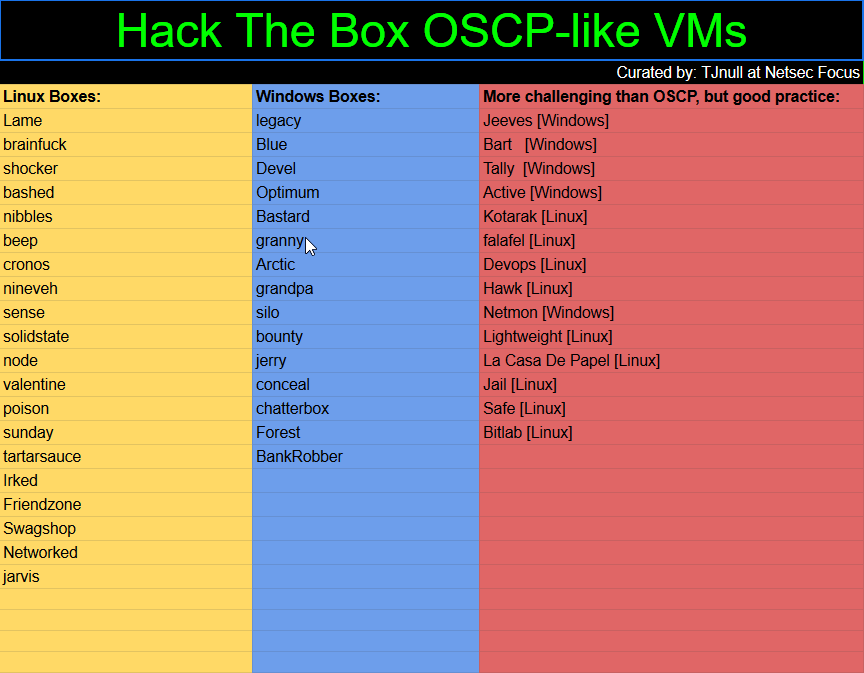 Hack The Box OSCP-like VMs
Curated by: TJnull at Netsec Focus
Linux Boxes: Windows Boxes: More challenging than OSCP, but good practice:
Lame legacy Jeeves [Windows]
brainfuck Blue Bart [Windows]
shocker Devel Tally [Windows]
bashed Optimum Active [Windows]
nibbles Bastard Kotarak [Linux]
beep granny falafel [Linux]
cronos Arctic Devops [Linux]
nineveh grandpa Hawk [Linux]
sense silo Netmon [Windows]
solidstate bounty Lightweight [Linux]
node jerry La Casa De Papel [Linux]
valentine conceal Jail [Linux]
poison chatterbox Safe [Linux]
sunday Forest Bitlab [Linux]
tartarsauce BankRobber
Irked
Friendzone
Swagshop
Networked
jarvis